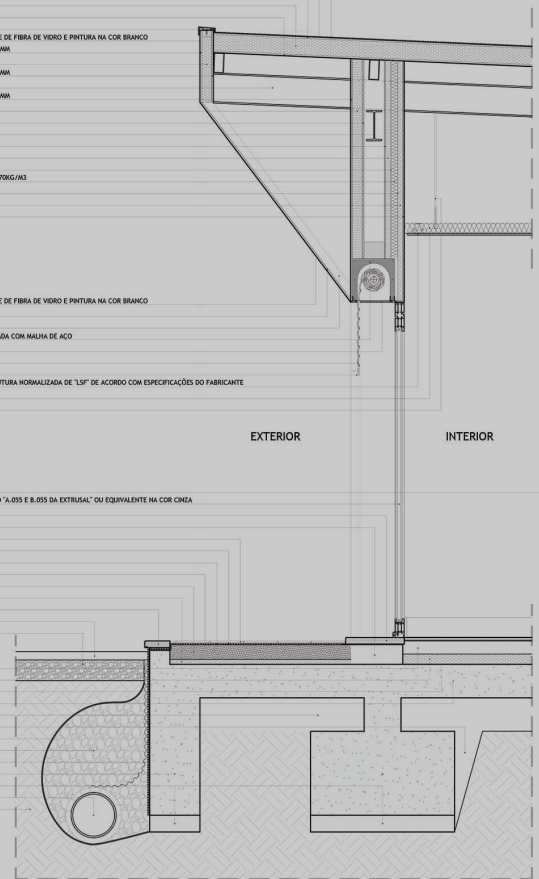 E DE FIBRA DE VIDRO E PINTURA NA COR BRANCO
MM
MM
MM
70KG/M3
E DE FIBRA DE VIDRO E PINTURA NA COR BRANCO
ADA COM MALHA DE AÇO
UTURA NORMALIZADA DE "LSF" DE ACORDO COM ESPECIFICAÇÕES DO FABRICANTE
EXTERIOR
INTERIOR
O "A.055 E B.055 DA EXTRUSAL" OU EQUIVALENTE NA COR CINZA